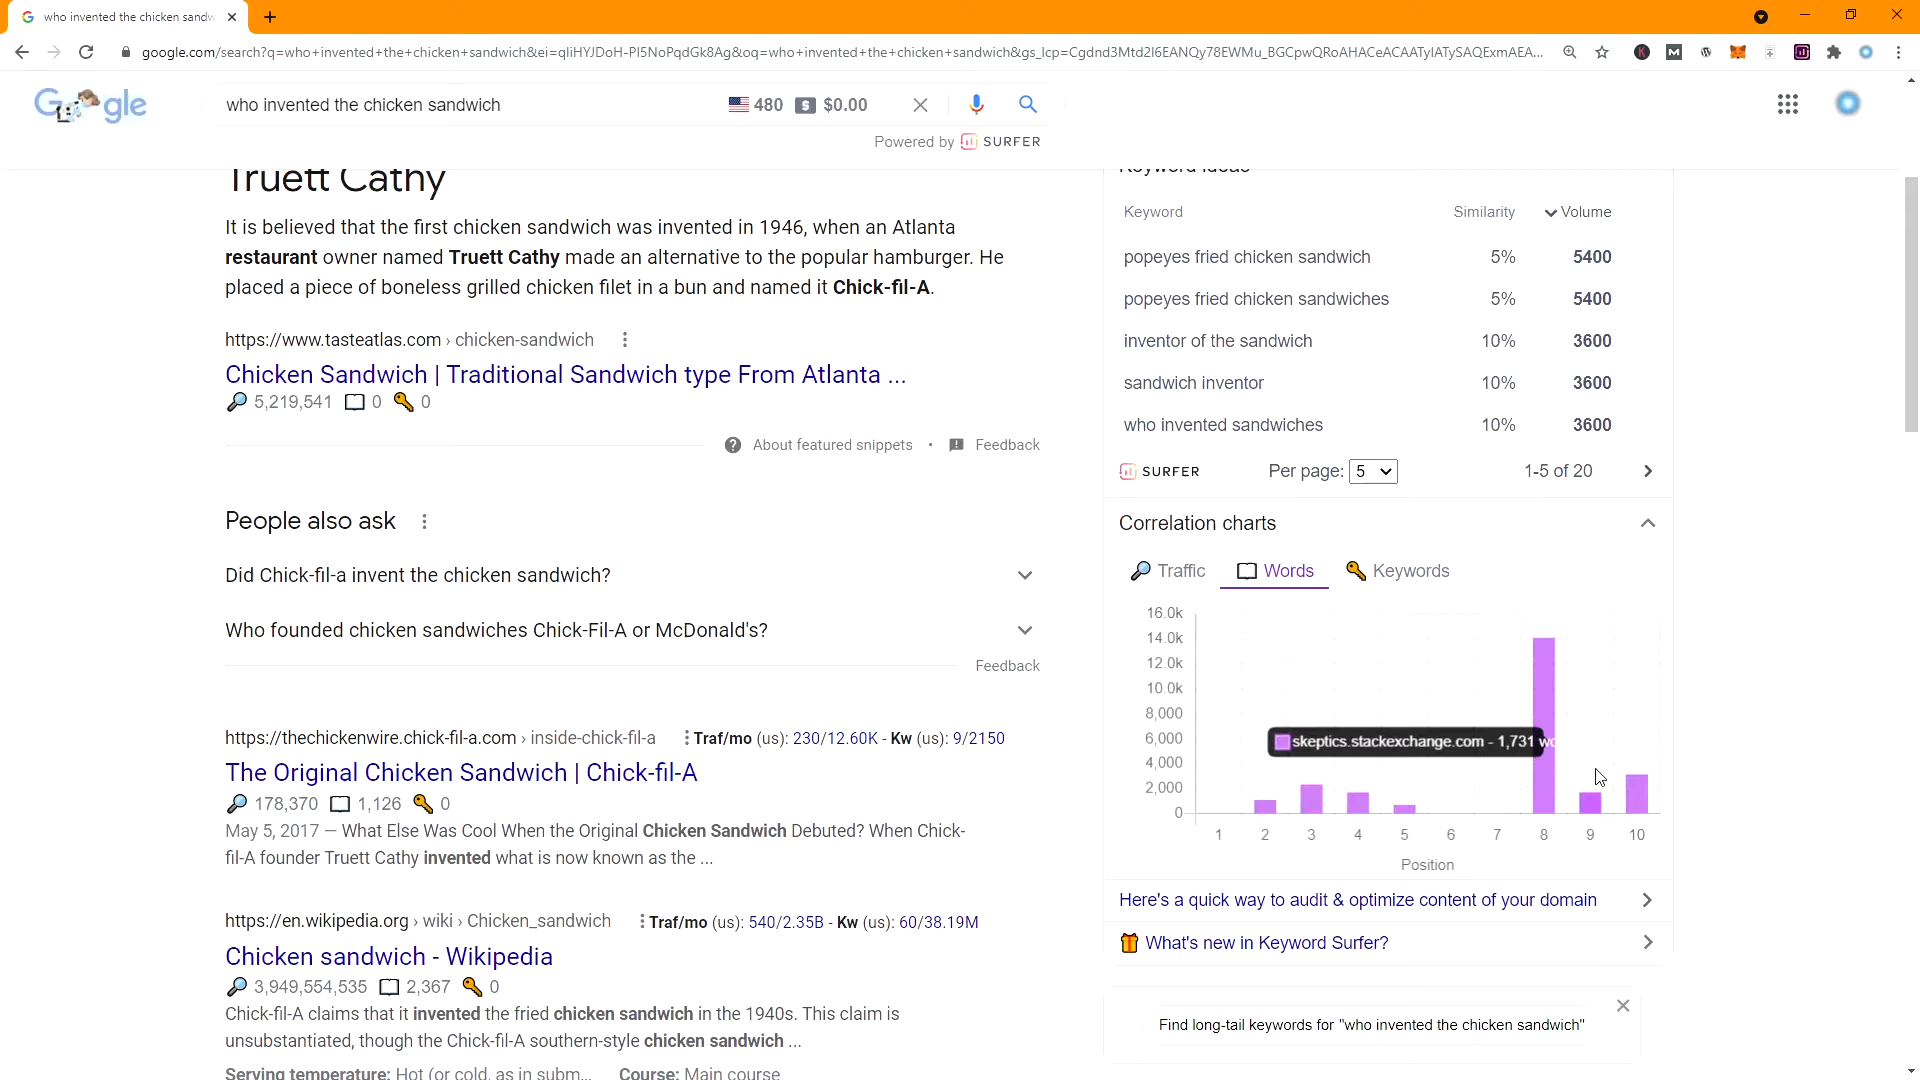 who invented the chicken sandw
google.com/search?q=who+invented+the+chicken+sandwich&ei=qIiHYJDoH-PI5NoPqdGk8Ag&oq=who+invented+the+chicken+sandwich&gs_lcp=Cgdnd3Mtd2l6EANQy78EWMu_BGCpwQRoAHACeACAATyIATySAQExmAEA...
Google
who invented the chicken sandwich
480 $0.00
Powered by SURFER
Truett Cathy
It is believed that the first chicken sandwich was invented in 1946, when an Atlanta
restaurant owner named Truett Cathy made an alternative to the popular hamburger. He
placed a piece of boneless grilled chicken filet in a bun and named it Chick-fil-A.
https://www.tasteatlas.com › chicken-sandwich
Chicken Sandwich | Traditional Sandwich type From Atlanta ...
5,219,541 0 0
About featured snippets • Feedback
People also ask
Did Chick-fil-a invent the chicken sandwich?
Who founded chicken sandwiches Chick-Fil-A or McDonald's?
Feedback
https://thechickenwire.chick-fil-a.com › inside-chick-fil-a Traf/mo (us): 230/12.60K - Kw (us): 9/2150
The Original Chicken Sandwich | Chick-fil-A
178,370 1,126 0
May 5, 2017 — What Else Was Cool When the Original Chicken Sandwich Debuted? When Chick-
fil-A founder Truett Cathy invented what is now known as the ...
https://en.wikipedia.org › wiki › Chicken_sandwich Traf/mo (us): 540/2.35B - Kw (us): 60/38.19M
Chicken sandwich - Wikipedia
3,949,554,535 2,367 0
Chick-fil-A claims that it invented the fried chicken sandwich in the 1940s. This claim is
unsubstantiated, though the Chick-fil-A southern-style chicken sandwich ...
Serving temperature: Hot (or cold, as in subm... Course: Main course
Keyword Ideas
Keyword Similarity Volume
popeyes fried chicken sandwich 5% 5400
popeyes fried chicken sandwiches 5% 5400
inventor of the sandwich 10% 3600
sandwich inventor 10% 3600
who invented sandwiches 10% 3600
SURFER Per page: 5 1-5 of 20
Correlation charts
Traffic Words Keywords
16.0k
14.0k
12.0k
10.0k
8,000
6,000
4,000
2,000
0
skeptics.stackexchange.com - 1,731 wo
1 2 3 4 5 6 7 8 9 10
Position
Here's a quick way to audit & optimize content of your domain
What's new in Keyword Surfer?
Find long-tail keywords for "who invented the chicken sandwich"